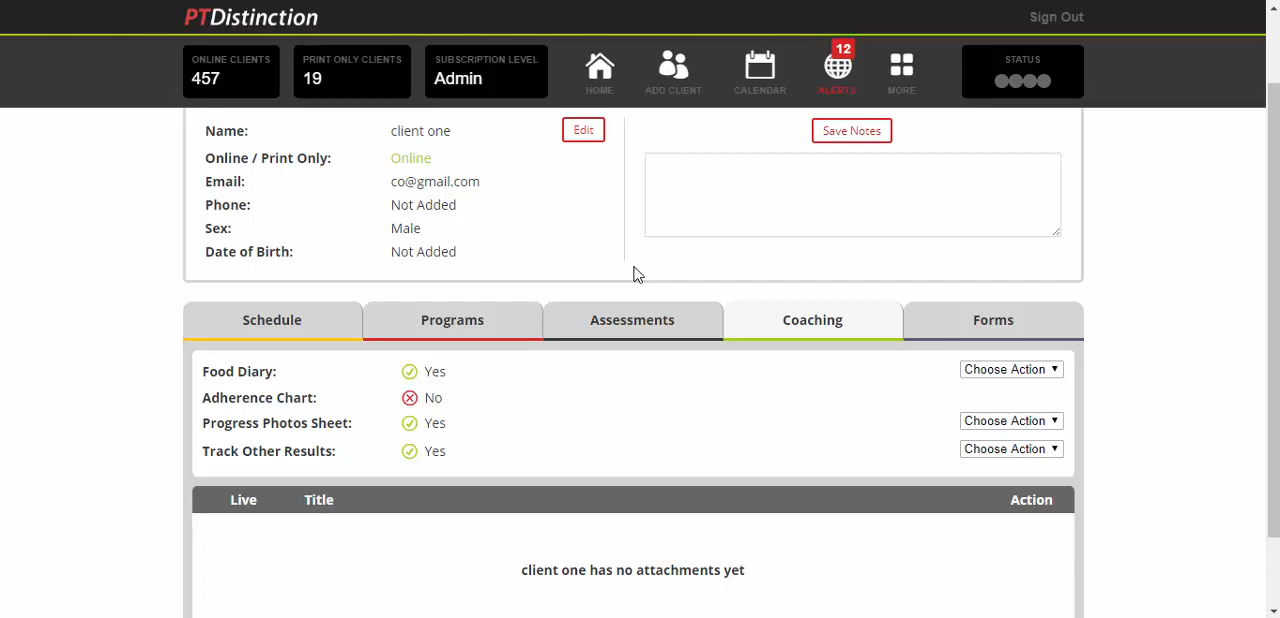 PTDistinction
Sign Out
ONLINE CLIENTS
457
PRINT ONLY CLIENTS
19
SUBSCRIPTION LEVEL
Admin
HOME
ADD CLIENT
CALENDAR
12
ALERTS
MORE
STATUS
Name: client one
Edit
Save Notes
Online / Print Only: Online
Email: co@gmail.com
Phone: Not Added
Sex: Male
Date of Birth: Not Added
Schedule Programs Assessments Coaching Forms
Food Diary: Yes Choose Action
Adherence Chart: No
Progress Photos Sheet: Yes Choose Action
Track Other Results: Yes Choose Action
Live Title Action
client one has no attachments yet